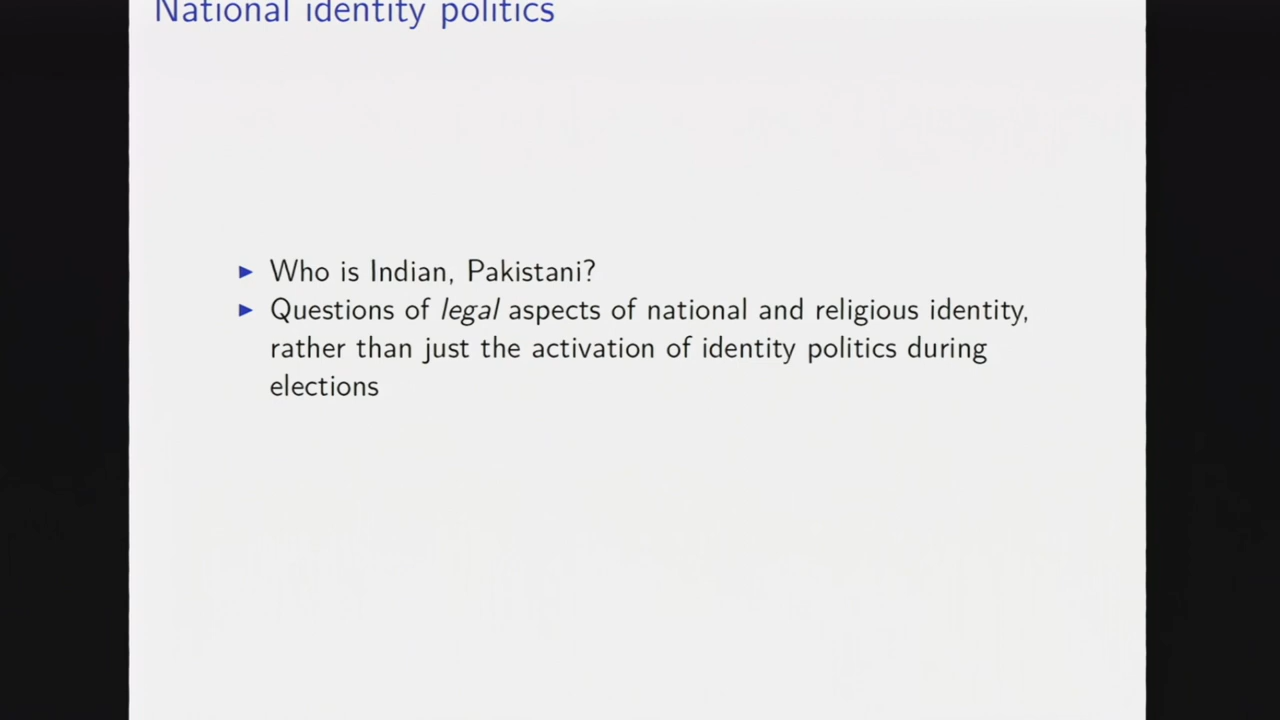 National identity politics
Who is Indian, Pakistani?
Questions of legal aspects of national and religious identity,
rather than just the activation of identity politics during
elections